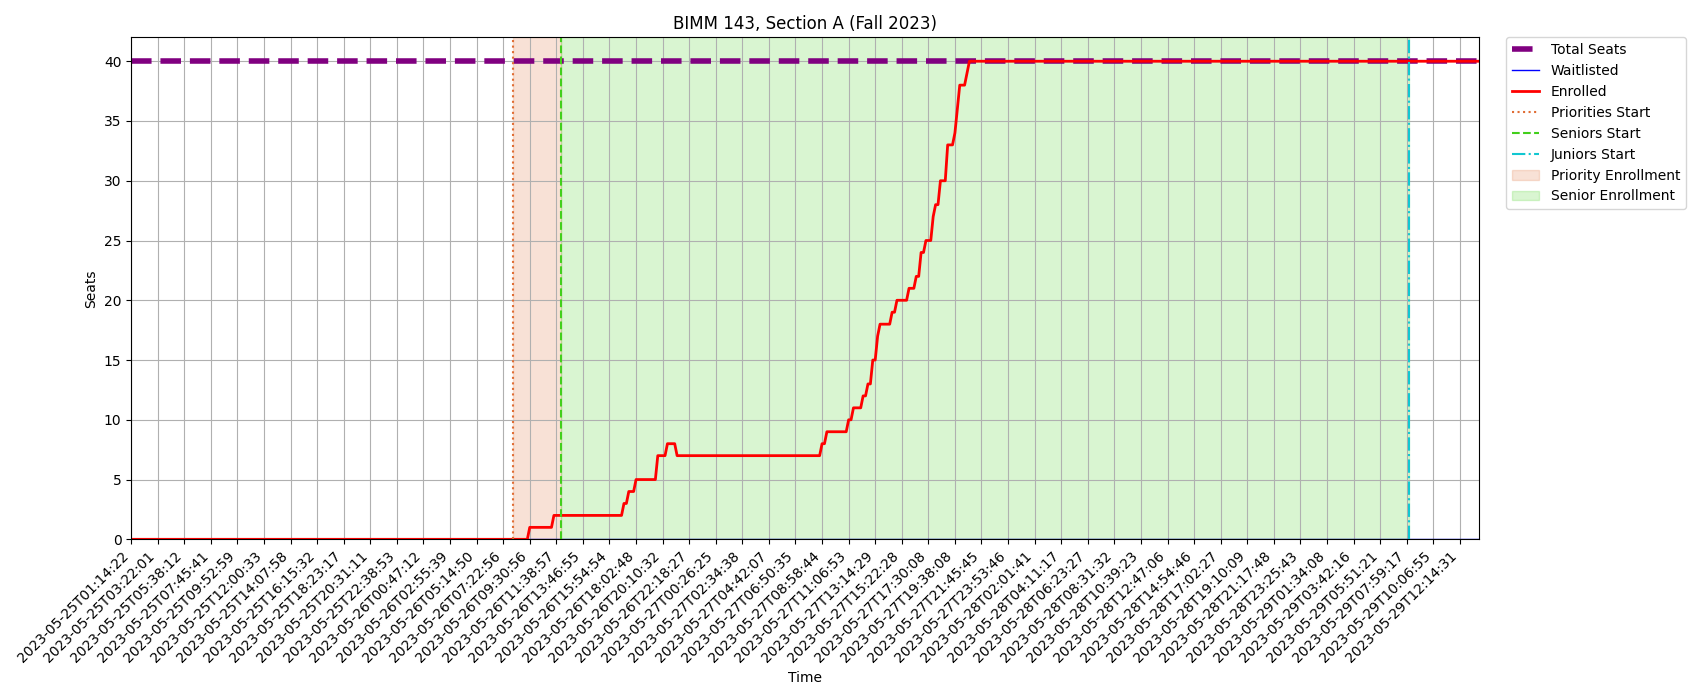 BIMM 143, Section A (Fall 2023)
Total Seats
Waitlisted
Enrolled
Priorities Start
Seniors Start
Juniors Start
Priority Enrollment
Senior Enrollment
Seats
40
35
30
25
20
15
10
5
0
2023-05-25T01:14:22
2023-05-25T03:22:01
2023-05-25T05:38:12
2023-05-25T07:45:41
2023-05-25T09:52:59
2023-05-25T12:00:33
2023-05-25T14:07:58
2023-05-25T16:15:32
2023-05-25T18:23:17
2023-05-25T20:31:11
2023-05-25T22:38:53
2023-05-26T00:47:12
2023-05-26T02:55:39
2023-05-26T05:14:50
2023-05-26T07:22:56
2023-05-26T09:30:56
2023-05-26T11:38:57
2023-05-26T13:46:55
2023-05-26T15:54:54
2023-05-26T18:02:48
2023-05-26T20:10:32
2023-05-26T22:18:27
2023-05-27T00:26:25
2023-05-27T02:34:38
2023-05-27T04:42:07
2023-05-27T06:50:35
2023-05-27T08:58:44
2023-05-27T11:06:53
2023-05-27T13:14:29
2023-05-27T15:22:28
2023-05-27T17:30:08
2023-05-27T19:38:08
2023-05-27T21:45:45
2023-05-27T23:53:46
2023-05-28T02:01:41
2023-05-28T04:11:17
2023-05-28T06:23:27
2023-05-28T08:31:32
2023-05-28T10:39:23
2023-05-28T12:47:06
2023-05-28T14:54:46
2023-05-28T17:02:27
2023-05-28T19:10:09
2023-05-28T21:17:48
2023-05-28T23:25:43
2023-05-29T01:34:08
2023-05-29T03:42:16
2023-05-29T05:51:21
2023-05-29T07:59:17
2023-05-29T10:06:55
2023-05-29T12:14:31
Time